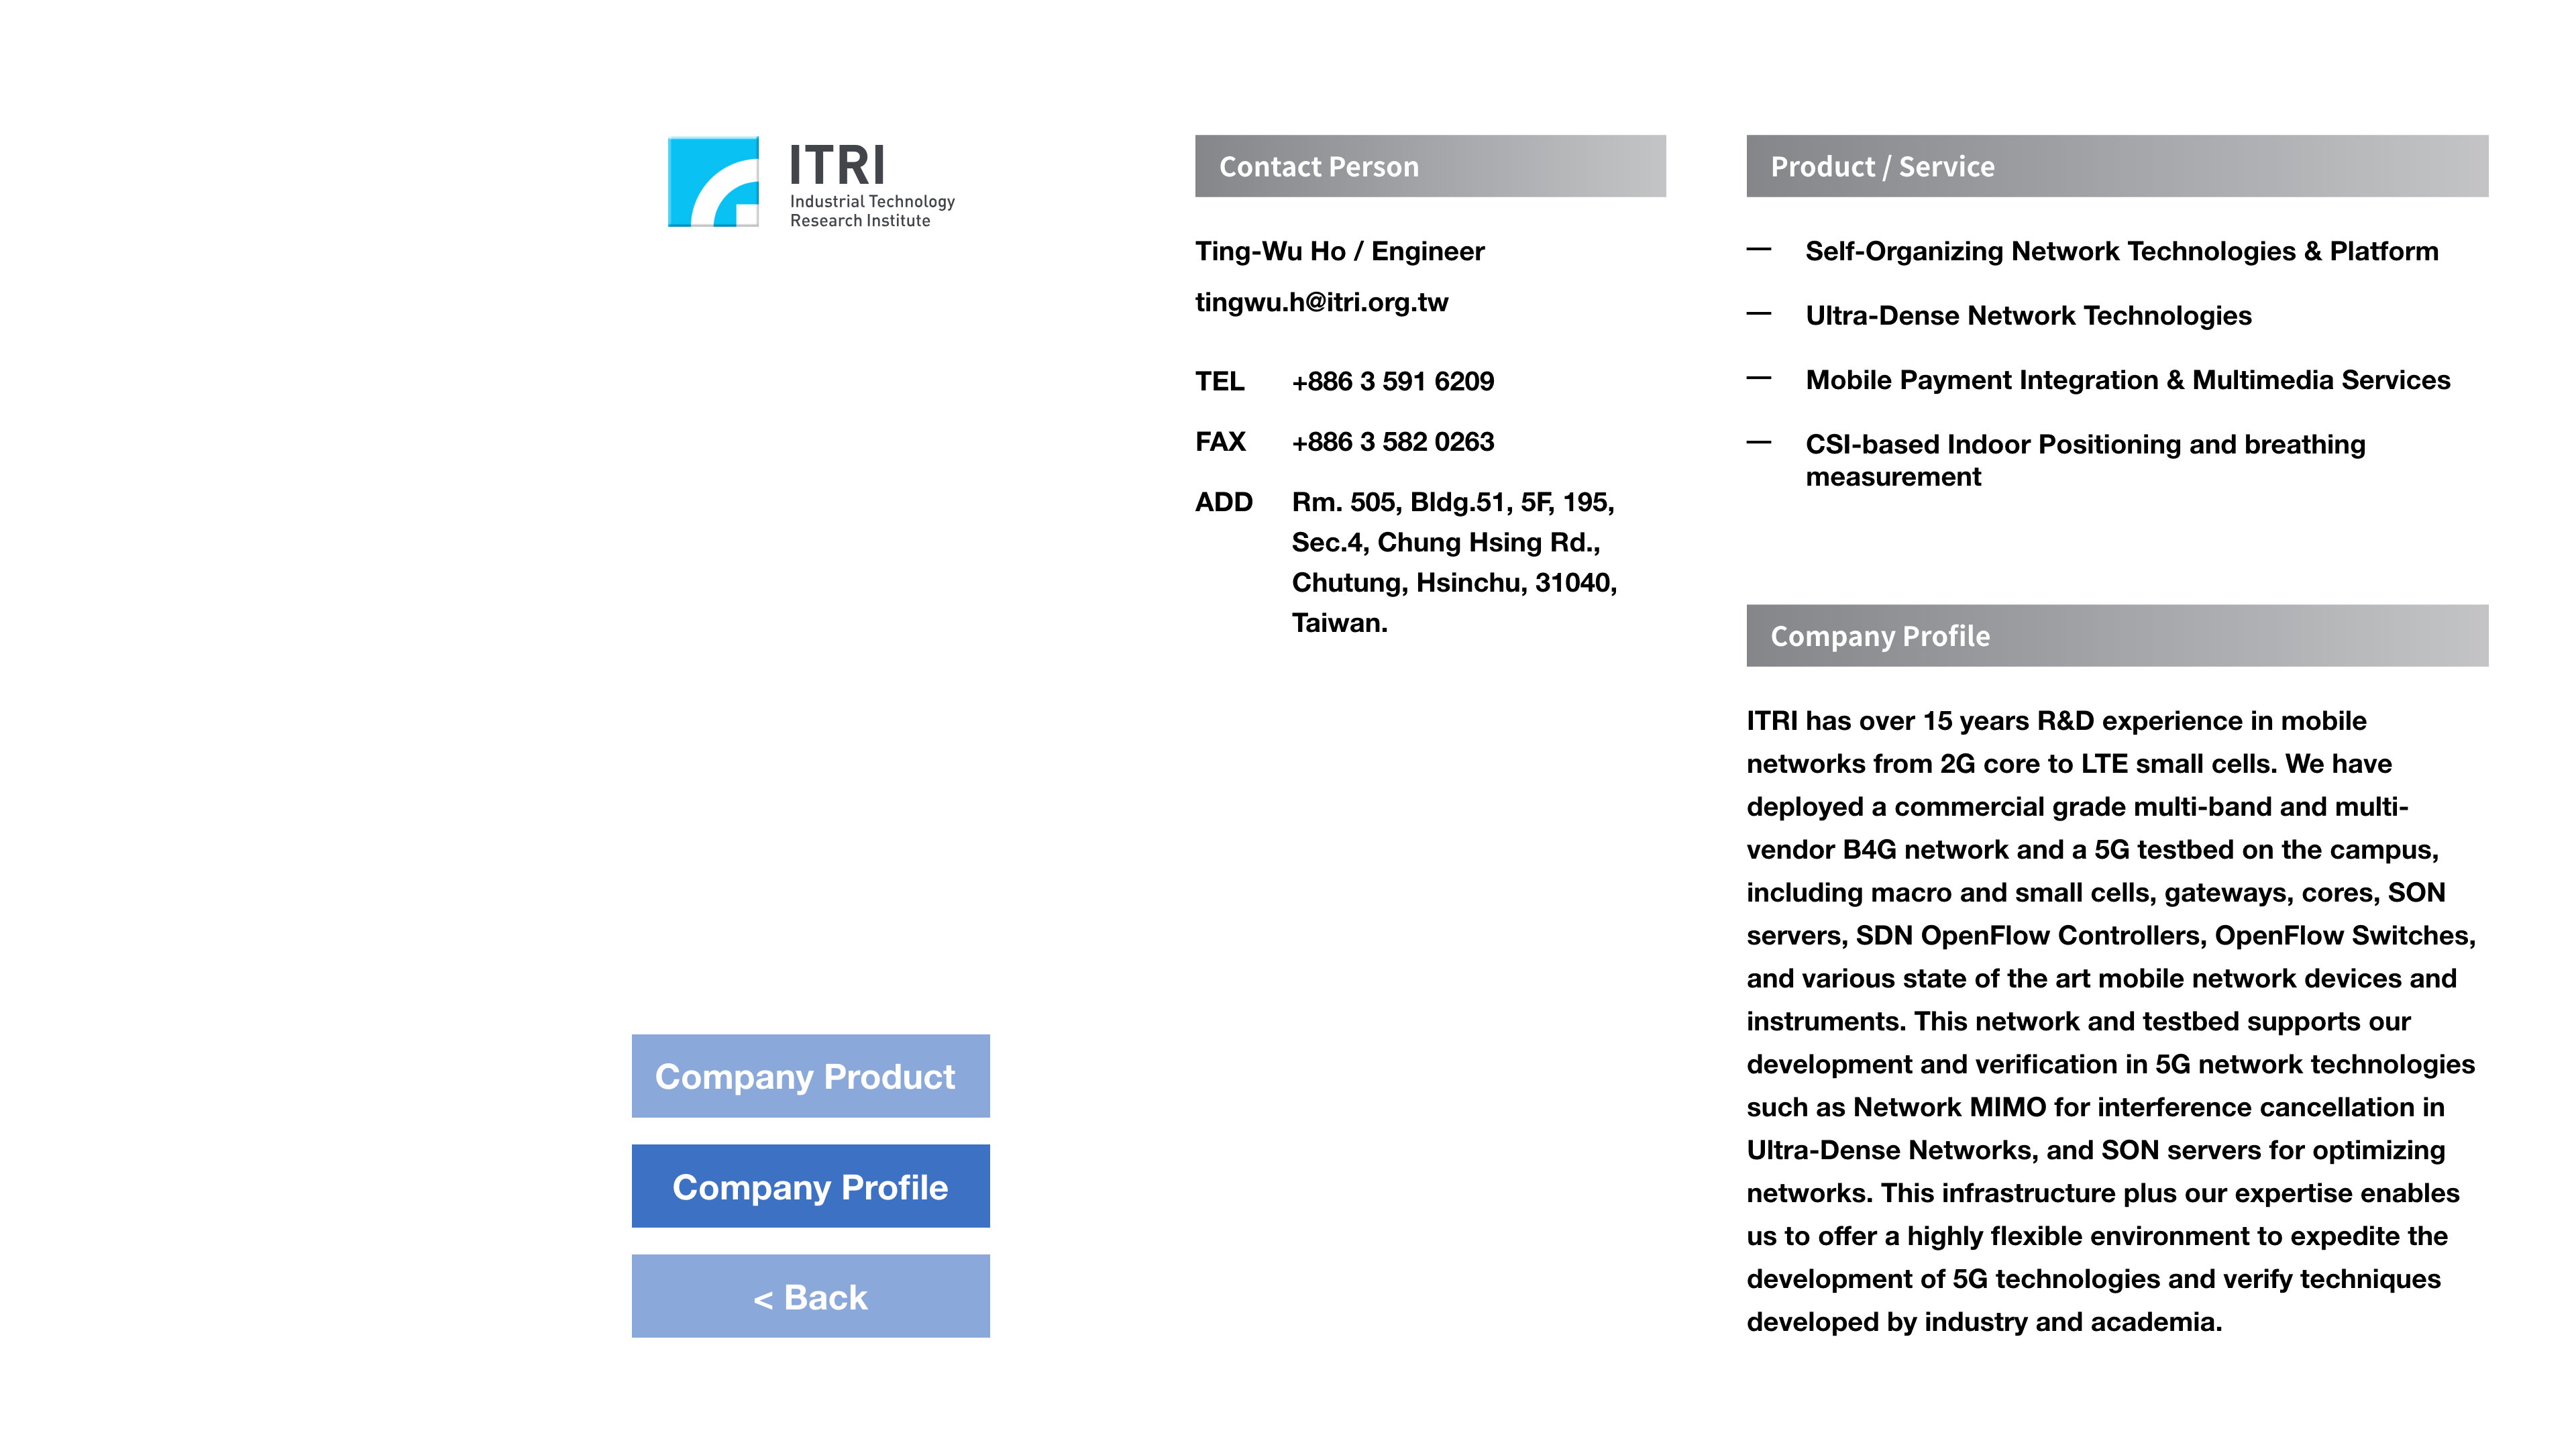 ITRI
Industrial Technology
Research Institute
Contact Person
Ting-Wu Ho / Engineer
tingwu.h@itri.org.tw
TEL +886 3 591 6209
FAX +886 3 582 0263
ADD Rm. 505, Bldg.51, 5F, 195,
Sec.4, Chung Hsing Rd.,
Chutung, Hsinchu, 31040,
Taiwan.
Product / Service
— Self-Organizing Network Technologies & Platform
— Ultra-Dense Network Technologies
— Mobile Payment Integration & Multimedia Services
— CSI-based Indoor Positioning and breathing
measurement
Company Profile
ITRI has over 15 years R&D experience in mobile
networks from 2G core to LTE small cells. We have
deployed a commercial grade multi-band and multi-
vendor B4G network and a 5G testbed on the campus,
including macro and small cells, gateways, cores, SON
servers, SDN OpenFlow Controllers, OpenFlow Switches,
and various state of the art mobile network devices and
instruments. This network and testbed supports our
development and verification in 5G network technologies
such as Network MIMO for interference cancellation in
Ultra-Dense Networks, and SON servers for optimizing
networks. This infrastructure plus our expertise enables
us to offer a highly flexible environment to expedite the
development of 5G technologies and verify techniques
developed by industry and academia.
Company Product
Company Profile
< Back